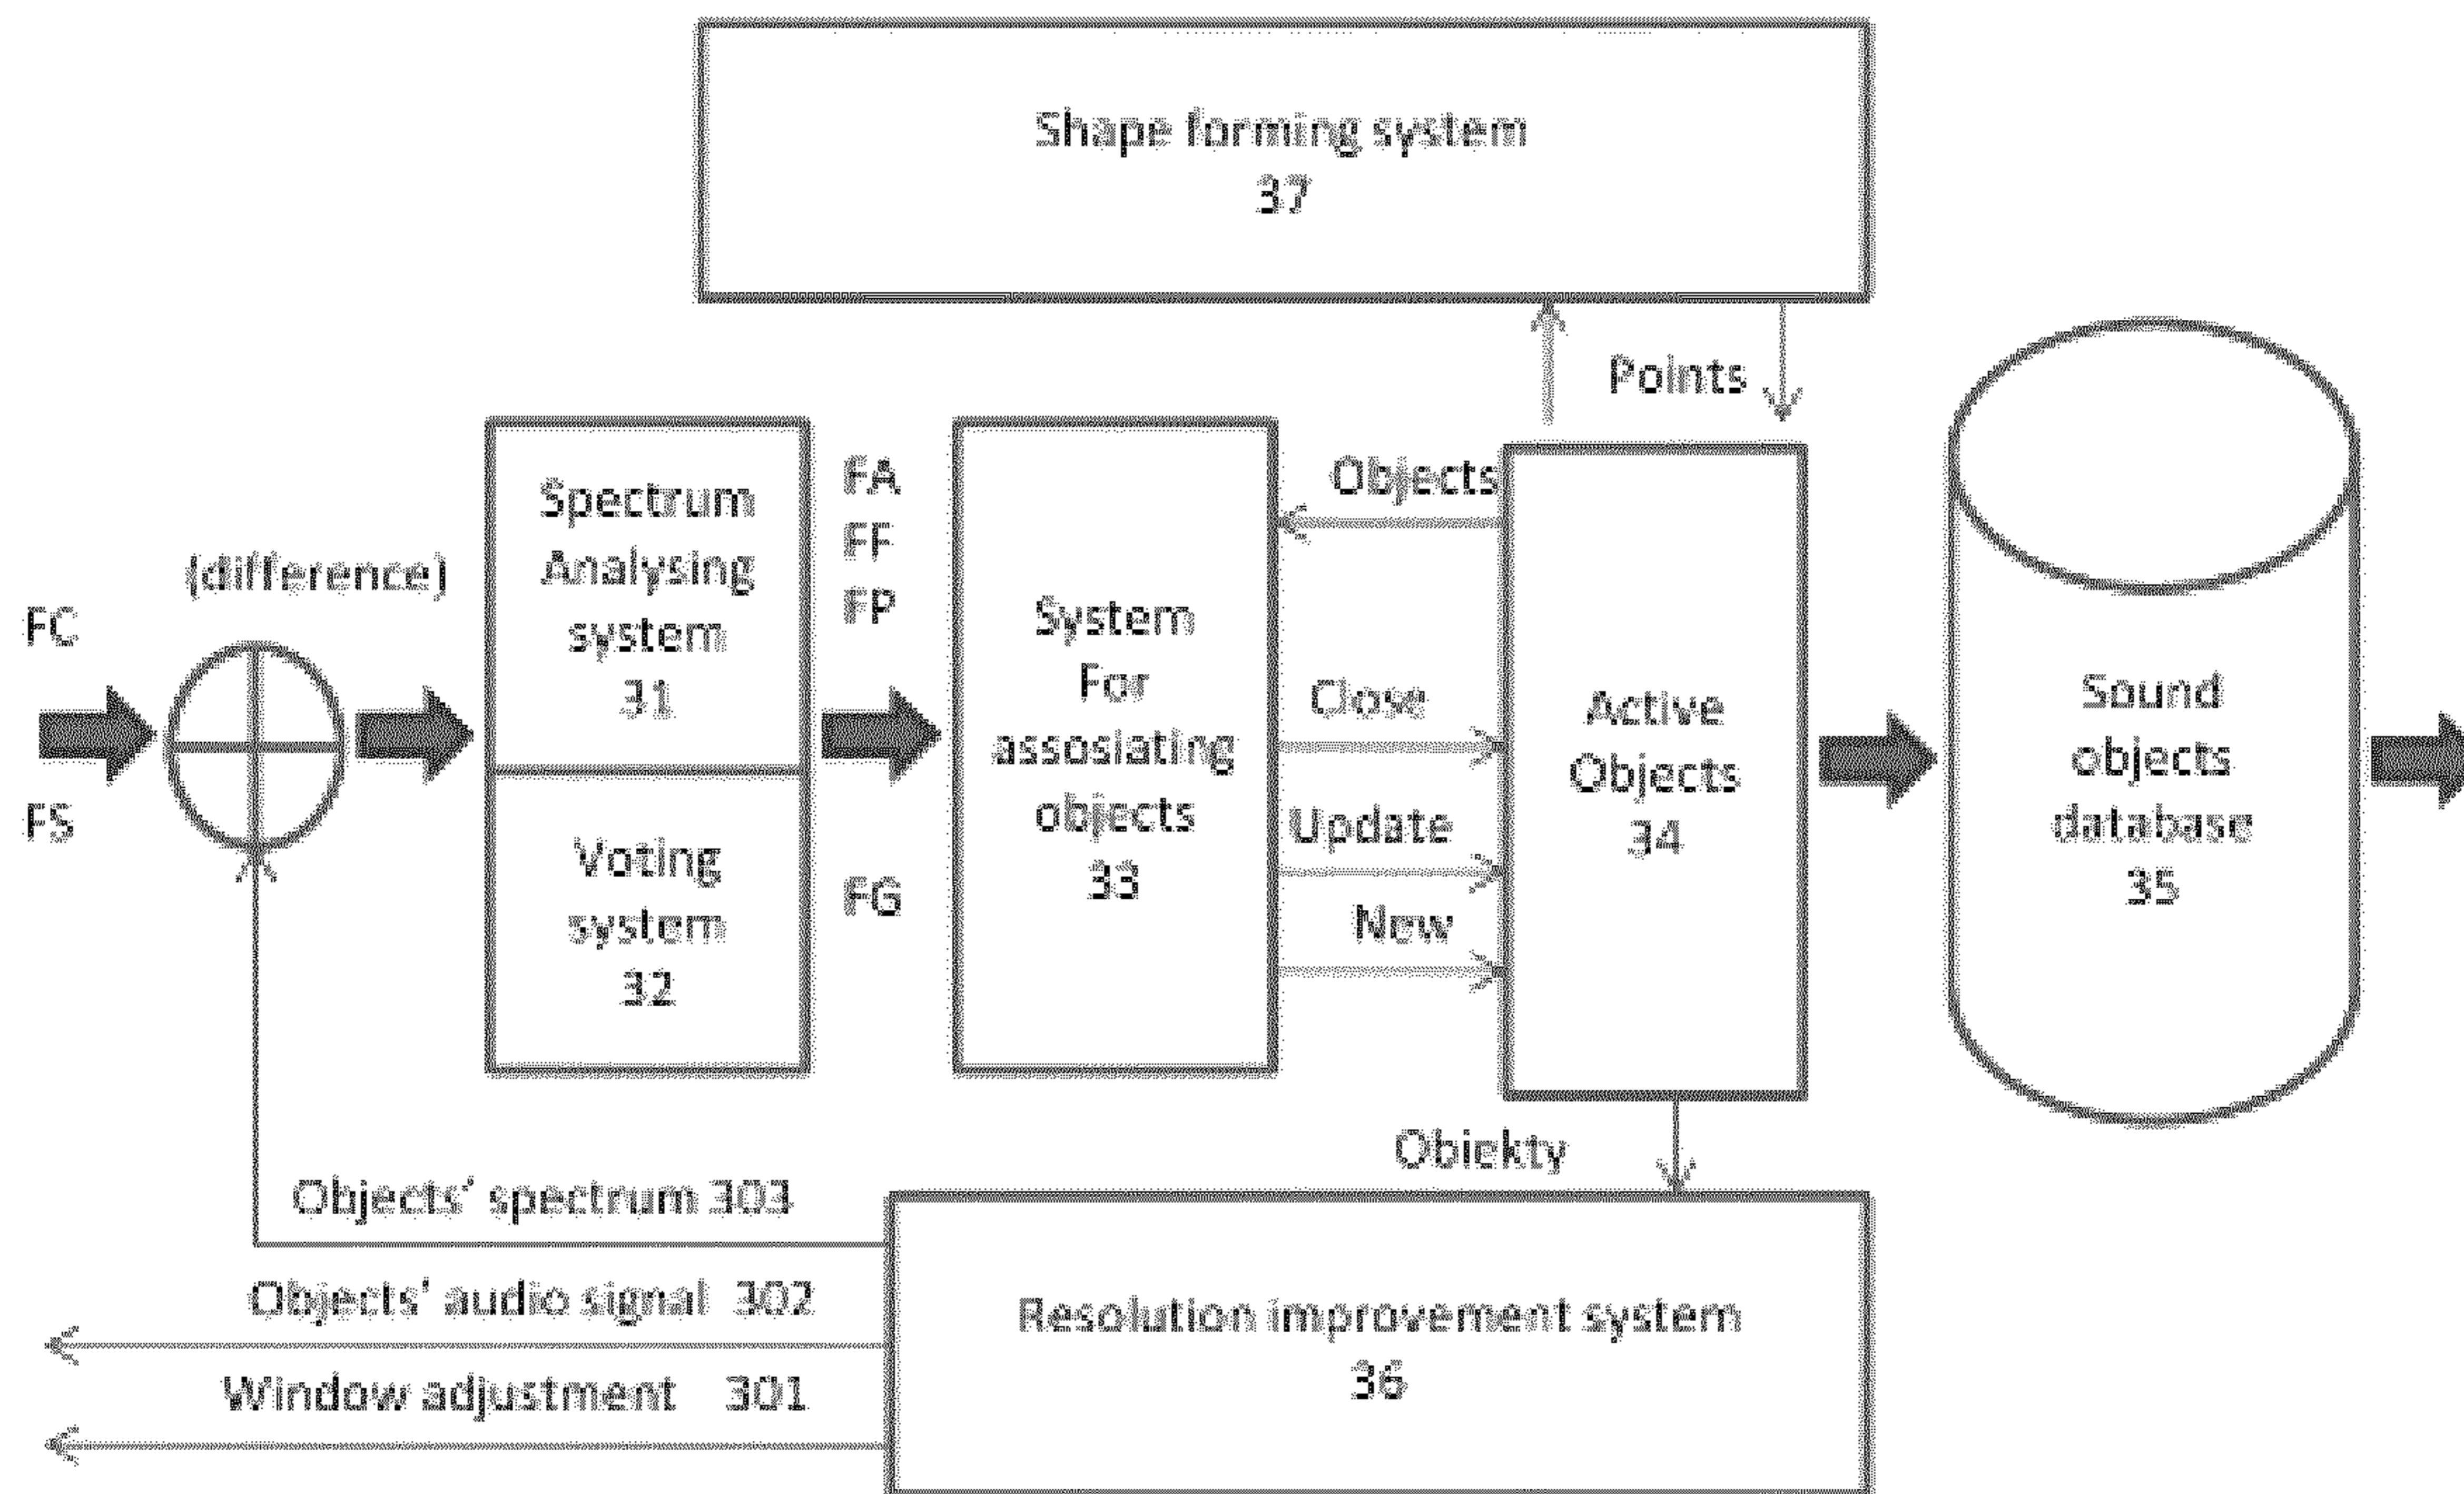 Shape forming system
37
Points
(difference)
FC
FS
Spectrum
Analysing
system
31
Voting
system
32
FA
FF
FP
FG
System
For
assosiating
objects
33
Objects
Close
Update
New
Active
Objects
34
Sound
objects
database
35
Obiekty
Objects' spectrum 303
Objects' audio signal 302
Window adjustment 301
Resolution improvement system
36